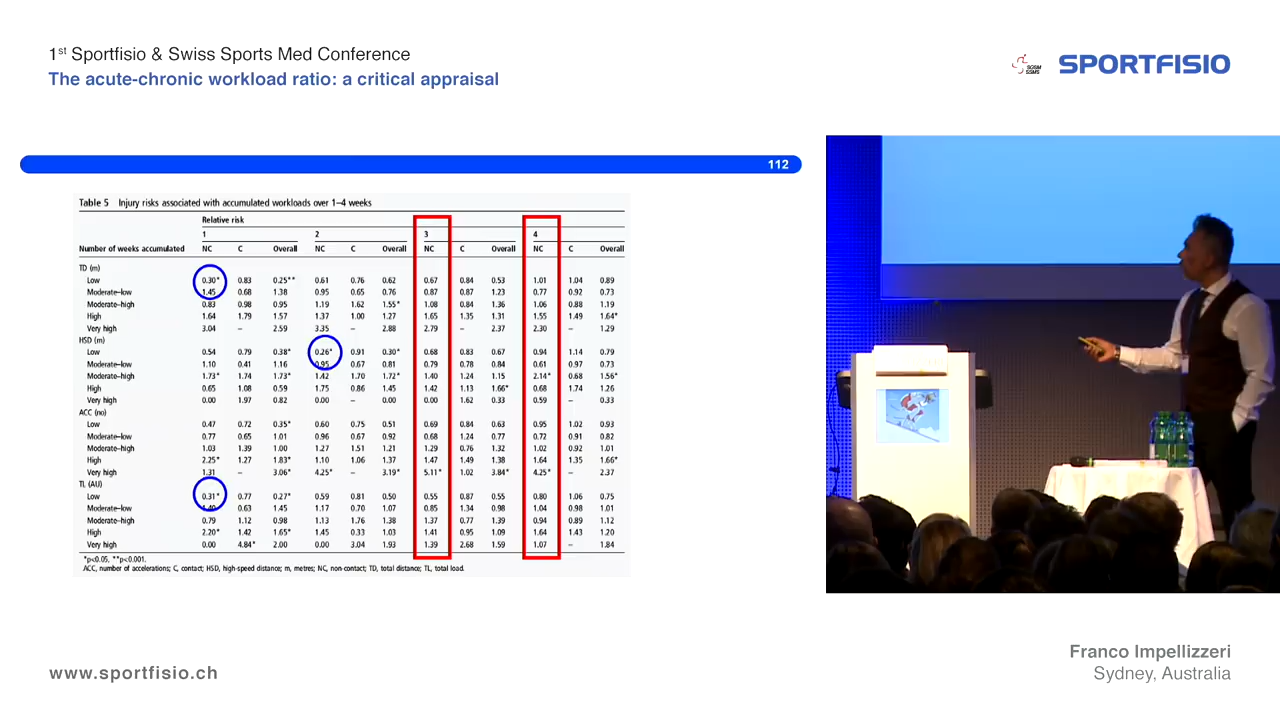 1st Sportfisio & Swiss Sports Med Conference
The acute-chronic workload ratio: a critical appraisal
SGSM
SSMS
SPORTFISIO
112
Table 5 Injury risks associated with accumulated workloads over 1–4 weeks
Relative risk
1 2 3 4
Number of weeks accumulated NC C Overall NC C Overall NC C Overall NC C Overall
TD (m)
Low 0.30* 0.83 0.25** 0.61 0.76 0.62 0.67 0.84 0.53 1.01 1.04 0.89
Moderate–low 1.45 0.68 1.38 0.95 0.65 0.76 0.87 0.87 1.23 0.77 0.92 0.73
Moderate–high 0.83 0.98 0.95 1.19 1.62 1.55* 1.08 0.84 1.36 1.06 0.88 1.19
High 1.64 1.79 1.57 1.37 1.00 1.27 1.65 1.35 1.31 1.55 1.49 1.64*
Very high 3.04 – 2.59 3.35 – 2.88 2.79 – 2.37 2.30 – 1.29
HSD (m)
Low 0.54 0.79 0.38* 0.26* 0.91 0.30* 0.68 0.83 0.67 0.94 1.14 0.79
Moderate–low 1.10 0.41 1.16 0.95 0.67 0.81 0.79 0.78 0.84 0.61 0.97 0.73
Moderate–high 1.73* 1.74 1.73* 1.42 1.70 1.72* 1.40 1.24 1.15 2.14* 0.68 1.56*
High 0.65 1.08 0.59 1.75 0.86 1.45 1.42 1.13 1.66* 0.68 1.74 1.26
Very high 0.00 1.97 0.82 0.00 – 0.00 0.00 1.62 0.33 0.59 – 0.33
ACC (no)
Low 0.47 0.72 0.35* 0.60 0.75 0.51 0.69 0.84 0.63 0.95 1.02 0.93
Moderate–low 0.77 0.65 1.01 0.96 0.67 0.92 0.68 1.24 0.77 0.72 0.91 0.82
Moderate–high 1.03 1.39 1.00 1.27 1.51 1.21 1.29 0.76 1.32 1.02 0.92 1.01
High 2.25* 1.27 1.83* 1.10 1.06 1.37 1.47 1.49 1.38 1.64 1.35 1.66*
Very high 1.31 – 3.06* 4.25* – 3.19* 5.11* 1.02 3.84* 4.25* – 2.37
TL (AU)
Low 0.31* 0.77 0.27* 0.59 0.81 0.50 0.55 0.87 0.55 0.80 1.06 0.75
Moderate–low 1.40 0.63 1.45 1.17 0.70 1.07 0.85 1.34 0.98 1.04 0.98 1.01
Moderate–high 0.79 1.12 0.98 1.13 1.76 1.38 1.37 0.77 1.39 0.94 0.89 1.12
High 2.20* 1.42 1.65* 1.45 0.33 1.03 1.41 0.95 1.09 1.64 1.43 1.20
Very high 0.00 4.84* 2.00 0.00 3.04 1.93 1.39 2.68 1.59 1.07 – 1.84
*p<0.05, **p<0.001.
ACC, number of accelerations; C, contact; HSD, high-speed distance; m, metres; NC, non-contact; TD, total distance; TL, total load.
www.sportfisio.ch
Franco Impellizzeri
Sydney, Australia